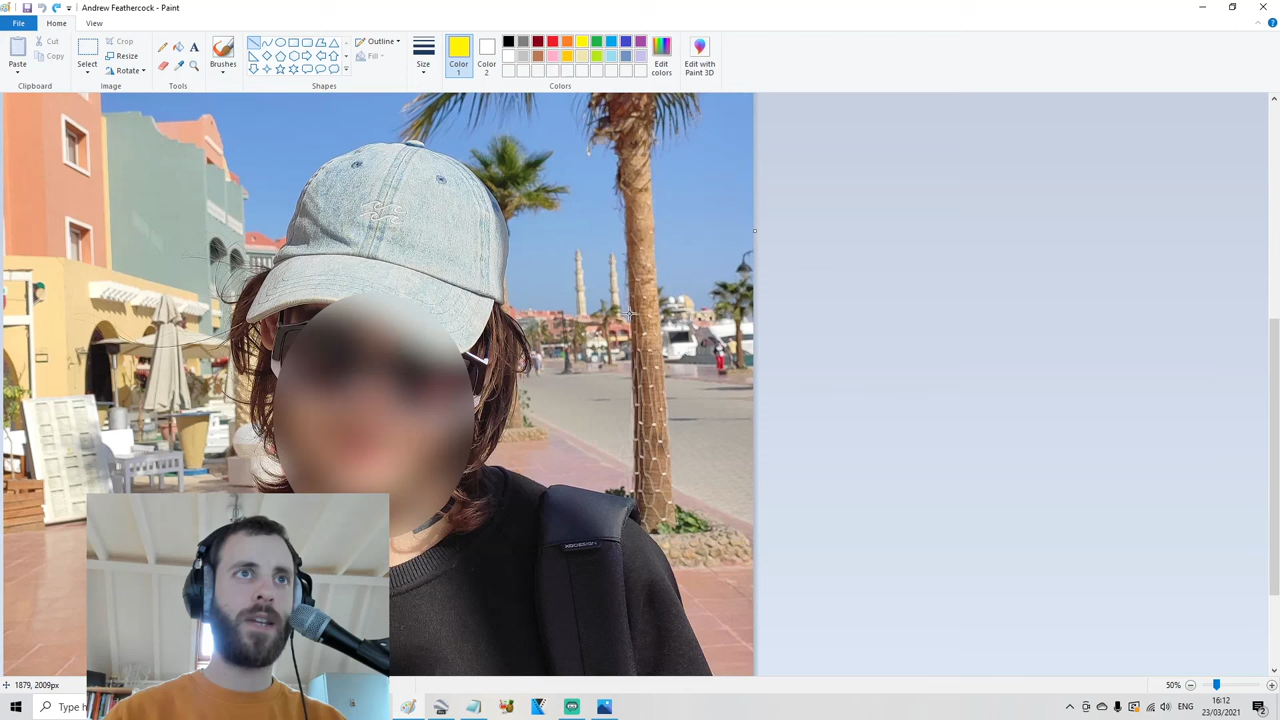 Andrew Feathercock - Paint
File
Home
View
Paste
Cut
Copy
Clipboard
Select
Crop
Resize
Rotate
Image
Tools
Brushes
Shapes
Outline
Fill
Size
Color
1
Color
2
Edit
colors
Colors
Edit with
Paint 3D
XDDESIGN
1879, 2009px
50%
Type h
ENG
16:12
23/03/2021